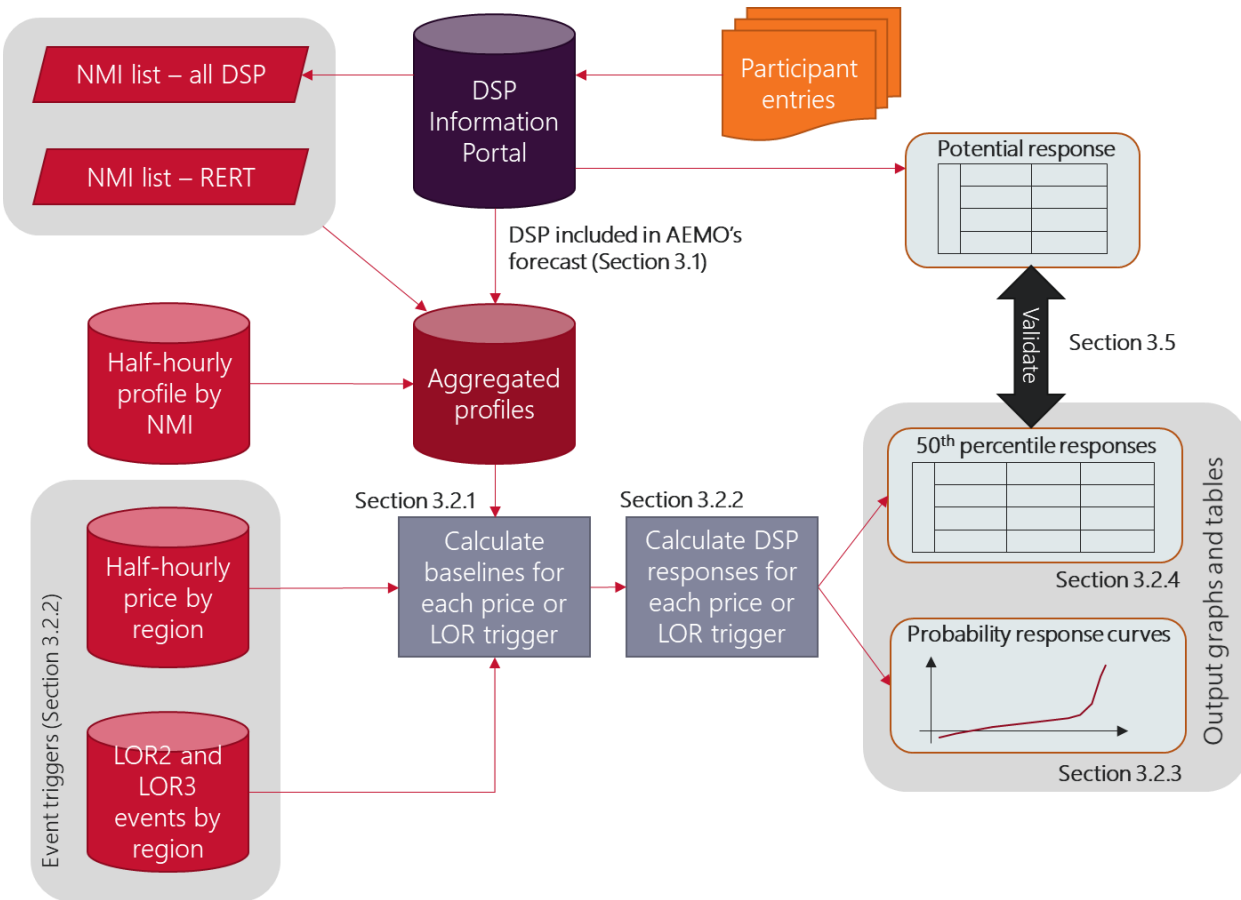 NMI list – all DSP
NMI list – RERT
DSP
Information
Portal
Participant
entries
Potential response
DSP included in AEMO's
forecast (Section 3.1)
Half-hourly
profile by
NMI
Aggregated
profiles
Validate
Section 3.5
Event triggers (Section 3.2.2)
Half-hourly
price by
region
LOR2 and
LOR3
events by
region
Section 3.2.1
Calculate
baselines for
each price or
LOR trigger
Section 3.2.2
Calculate DSP
responses for
each price or
LOR trigger
50th percentile responses
Section 3.2.4
Probability response curves
Section 3.2.3
Output graphs and tables